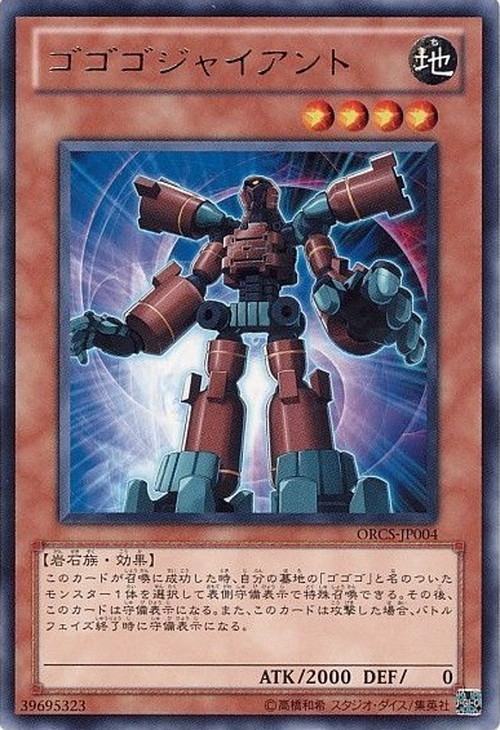 ゴゴゴジャイアント
地
ORCS-JP004
【岩石族・効果】
このカードが召喚に成功した時、自分の墓地の「ゴゴゴ」と名のついた
モンスター1体を選択して表側守備表示で特殊召喚できる。その後、
このカードは守備表示になる。また、このカードは攻撃した場合、バトル
フェイズ終了時に守備表示になる。
ATK/2000 DEF/ 0
39695323
©高橋和希 スタジオ・ダイス/集英社